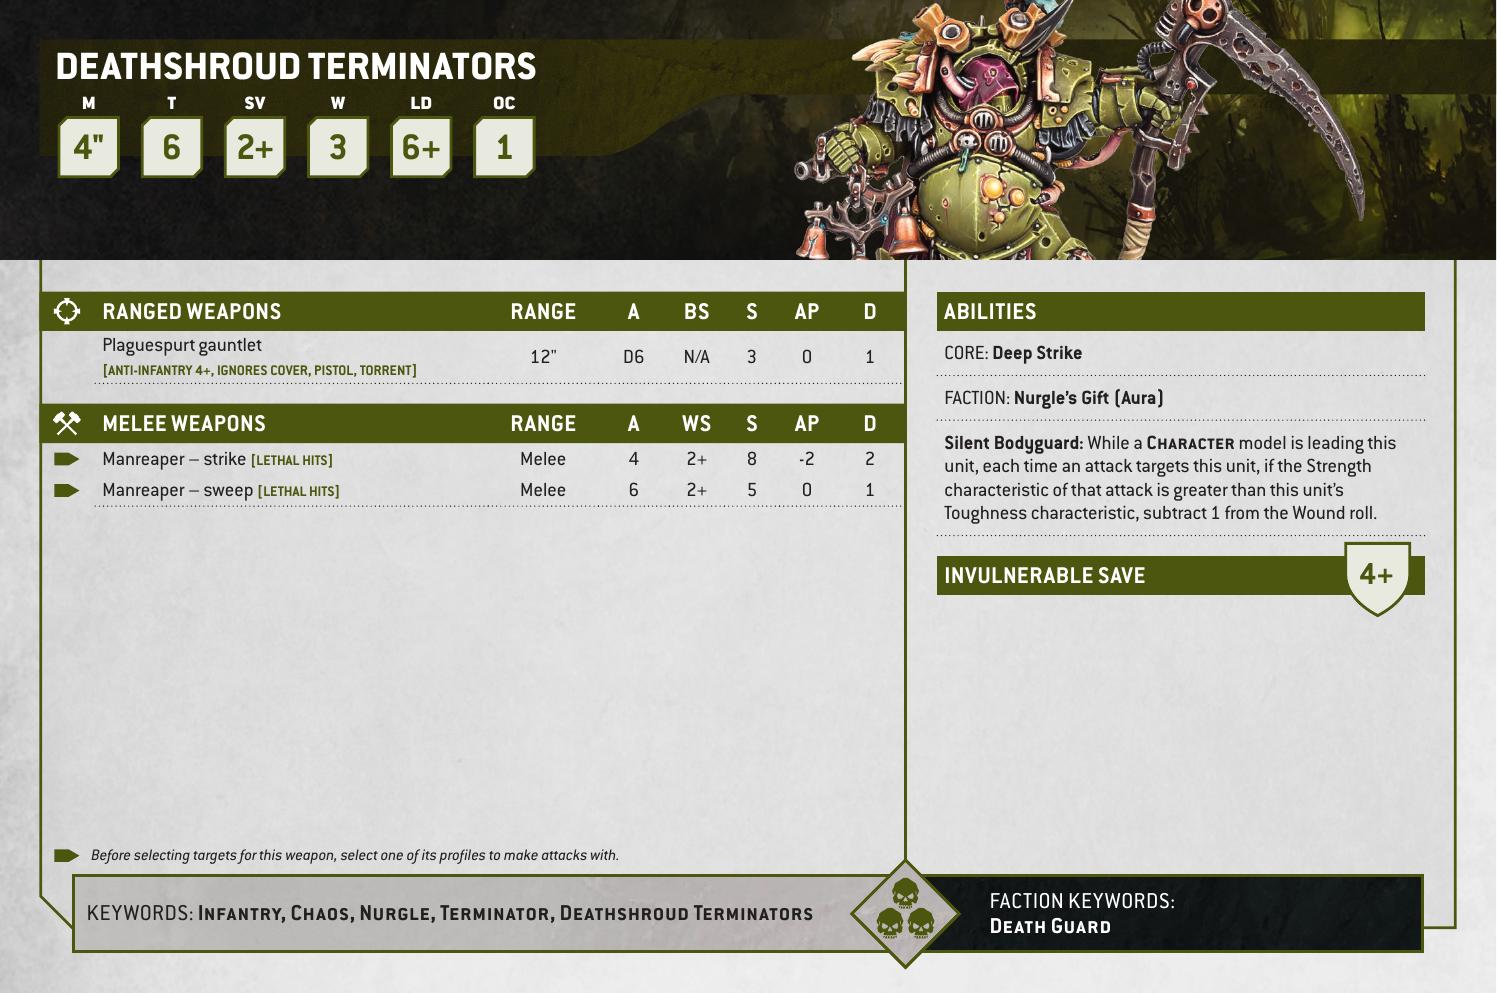 DEATHSHROUD TERMINATORS
M T SV W LD OC
4" 6 2+ 3 6+ 1
RANGED WEAPONS RANGE A BS S AP D
Plaguespurt gauntlet
[ANTI-INFANTRY 4+, IGNORES COVER, PISTOL, TORRENT]
12" D6 N/A 3 0 1
MELEE WEAPONS RANGE A WS S AP D
Manreaper – strike [LETHAL HITS] Melee 4 2+ 8 -2 2
Manreaper – sweep [LETHAL HITS] Melee 6 2+ 5 0 1
Before selecting targets for this weapon, select one of its profiles to make attacks with.
ABILITIES
CORE: Deep Strike
FACTION: Nurgle's Gift (Aura)
Silent Bodyguard: While a CHARACTER model is leading this
unit, each time an attack targets this unit, if the Strength
characteristic of that attack is greater than this unit's
Toughness characteristic, subtract 1 from the Wound roll.
INVULNERABLE SAVE 4+
KEYWORDS: INFANTRY, CHAOS, NURGLE, TERMINATOR, DEATHSHROUD TERMINATORS
FACTION KEYWORDS:
DEATH GUARD